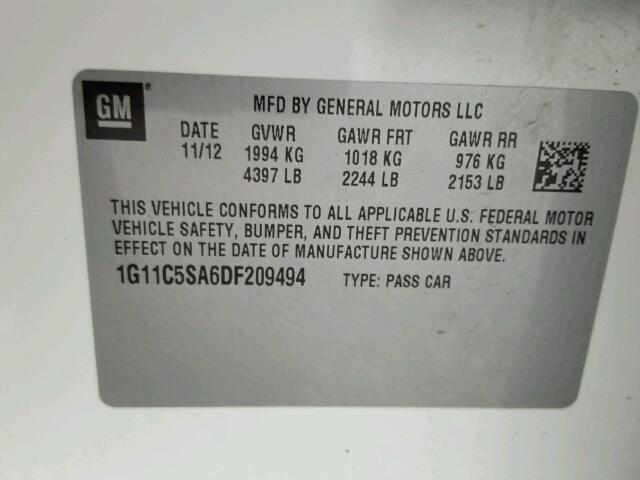 GM®
MFD BY GENERAL MOTORS LLC
DATE GVWR GAWR FRT GAWR RR
11/12 1994 KG 1018 KG 976 KG
4397 LB 2244 LB 2153 LB
THIS VEHICLE CONFORMS TO ALL APPLICABLE U.S. FEDERAL MOTOR
VEHICLE SAFETY, BUMPER, AND THEFT PREVENTION STANDARDS IN
EFFECT ON THE DATE OF MANUFACTURE SHOWN ABOVE.
1G11C5SA6DF209494 TYPE: PASS CAR